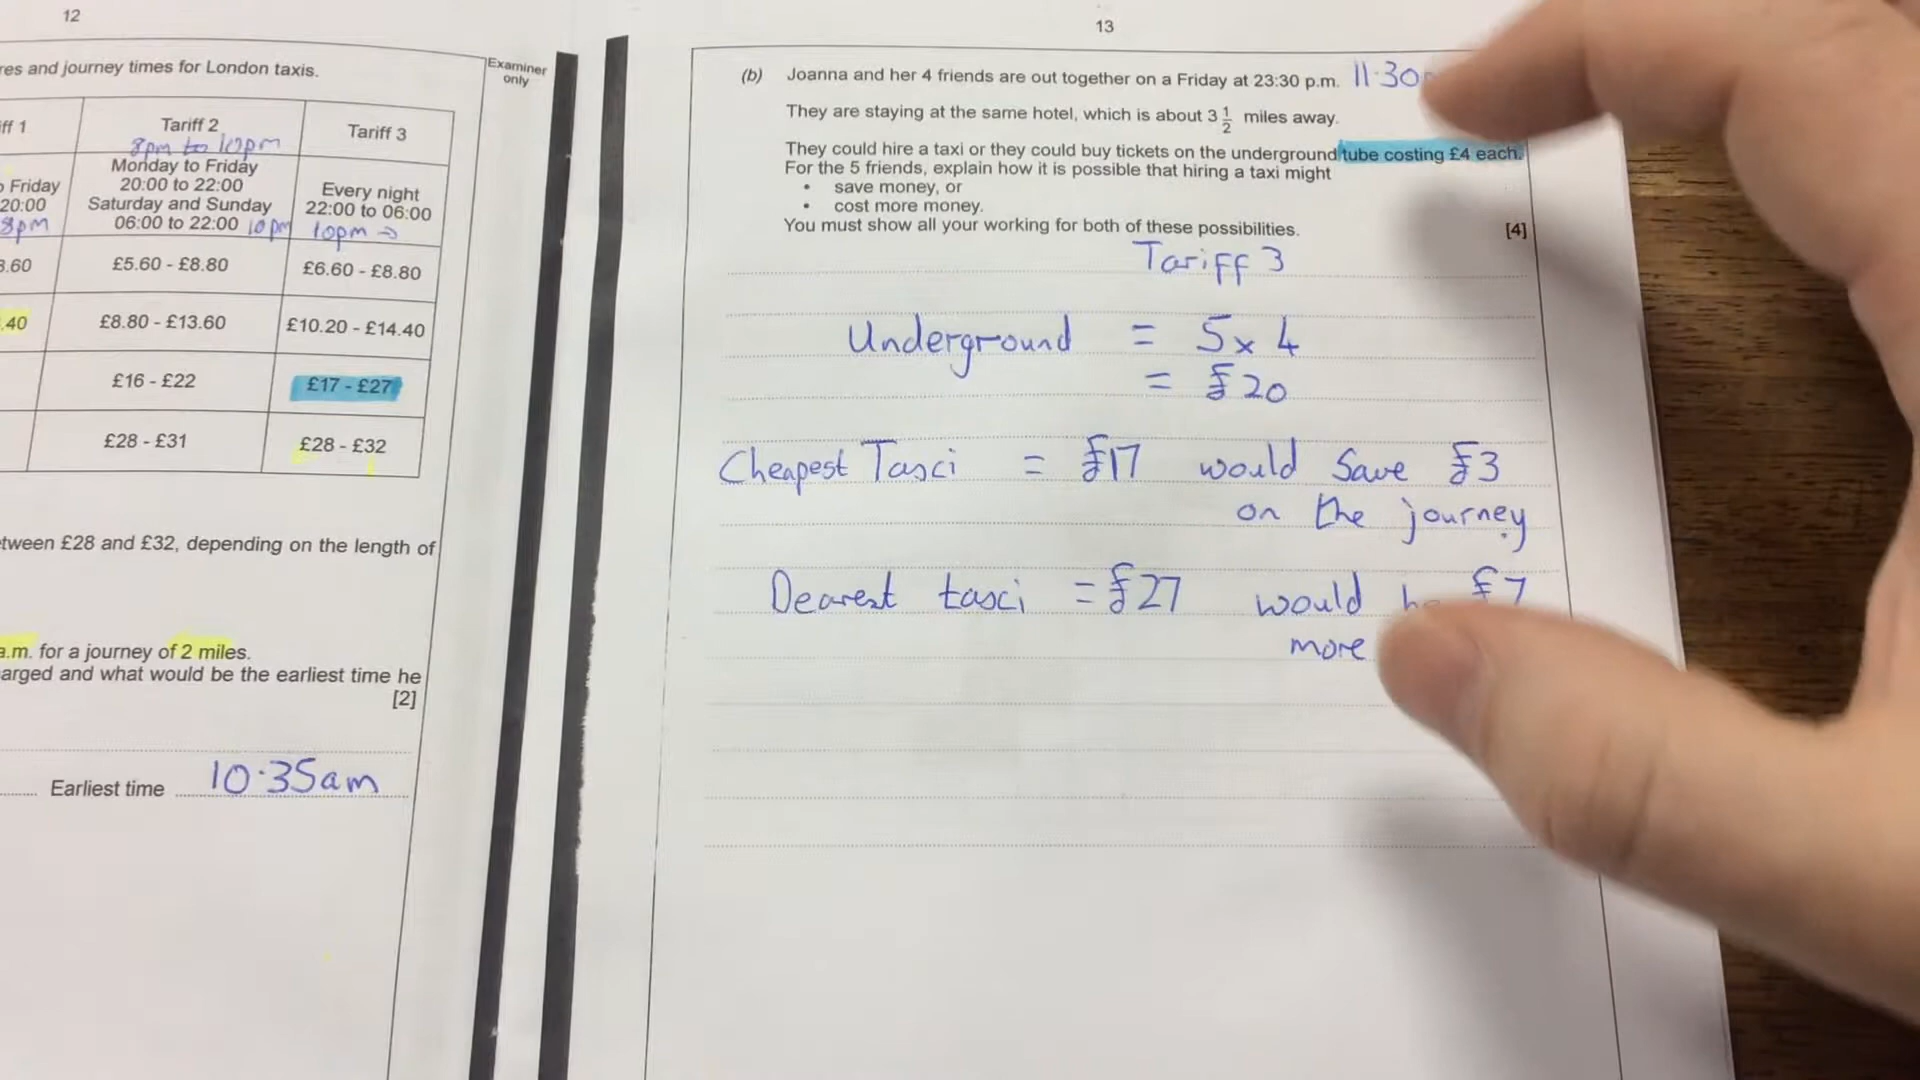 12
res and journey times for London taxis.
Examiner only
iff 1
Tariff 2
8pm to 10pm
Tariff 3
o Friday
20:00
8pm
Monday to Friday
20:00 to 22:00
Saturday and Sunday
06:00 to 22:00 10pm
Every night
22:00 to 06:00
10pm →
3.60
£5.60 - £8.80
£6.60 - £8.80
.40
£8.80 - £13.60
£10.20 - £14.40
£16 - £22
£17 - £27
£28 - £31
£28 - £32
tween £28 and £32, depending on the length of
a.m. for a journey of 2 miles.
arged and what would be the earliest time he
[2]
Earliest time 10.35am
13
(b) Joanna and her 4 friends are out together on a Friday at 23:30 p.m. 11.30
They are staying at the same hotel, which is about 3 1/2 miles away.
They could hire a taxi or they could buy tickets on the underground tube costing £4 each.
For the 5 friends, explain how it is possible that hiring a taxi might
• save money, or
• cost more money.
You must show all your working for both of these possibilities. [4]
Tariff 3
Underground = 5 x 4
= £20
Cheapest Taxi = £17 would save £3
on the journey
Dearest taxi = £27 would £7
more